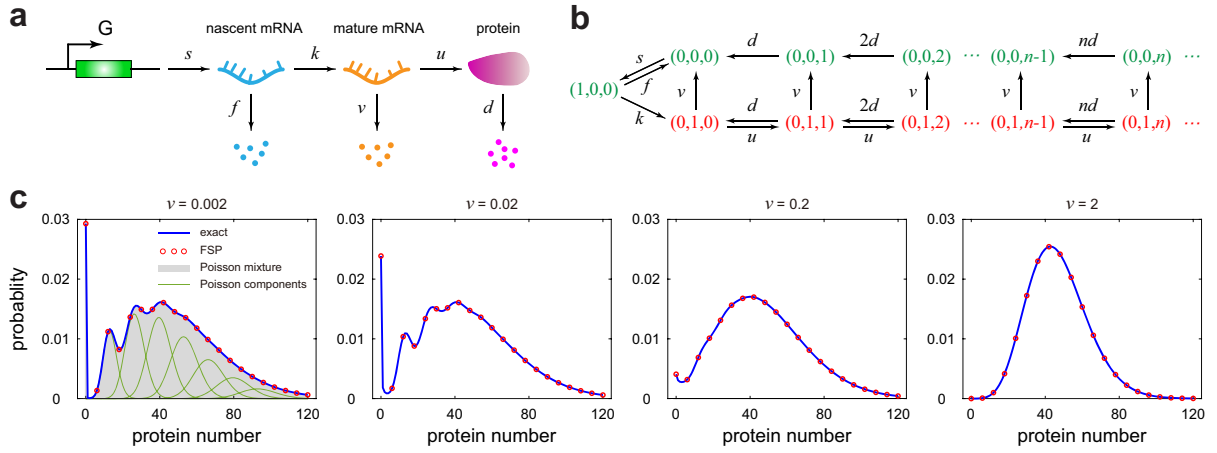 a
G
nascent mRNA
mature mRNA
protein
s
k
u
f
v
d
b
(0,0,0)
d
(0,0,1)
2d
(0,0,2)
...
(0,0,n-1)
nd
(0,0,n)
...
s
f
(1,0,0)
k
v
v
v
v
v
(0,1,0)
d
u
(0,1,1)
2d
u
(0,1,2)
...
(0,1,n-1)
nd
u
(0,1,n)
...
c
v = 0.002
0.03
0.02
0.01
0
probablity
exact
FSP
Poisson mixture
Poisson components
0
40
80
120
protein number
v = 0.02
0.03
0.02
0.01
0
0
40
80
120
protein number
v = 0.2
0.03
0.02
0.01
0
0
40
80
120
protein number
v = 2
0.03
0.02
0.01
0
0
40
80
120
protein number